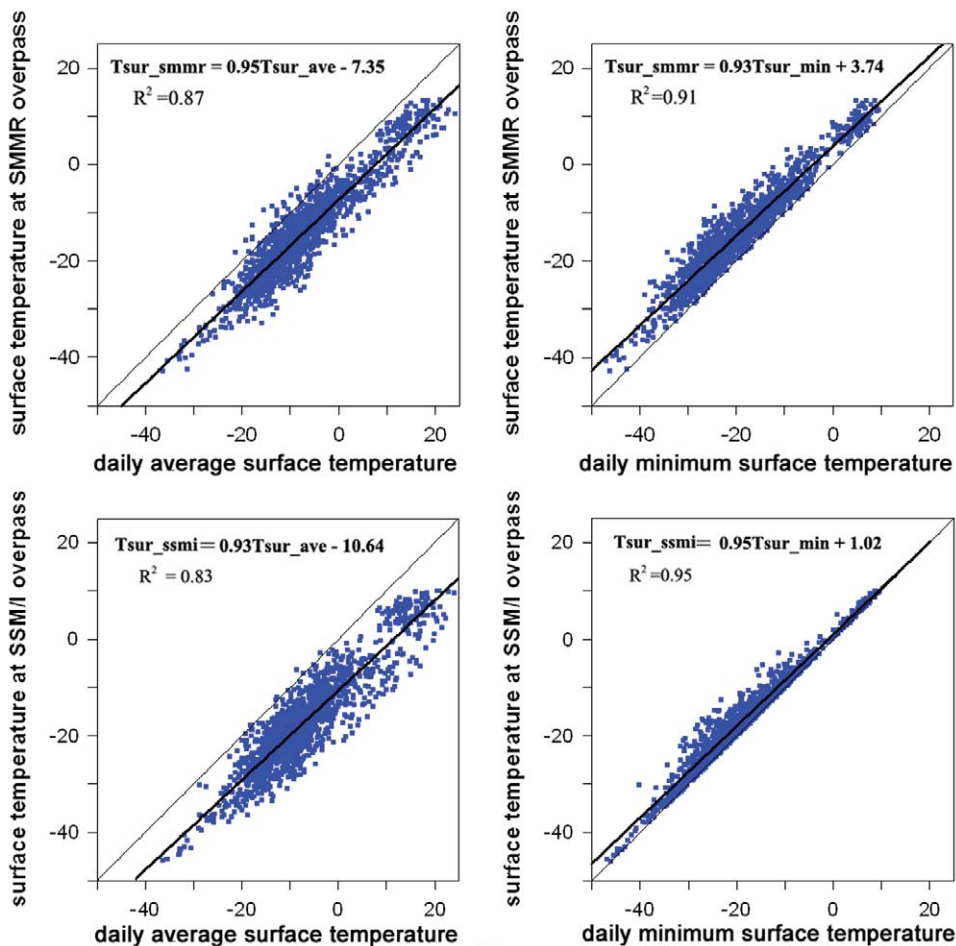 surface temperature at SMMR overpass
Tsur_smmr = 0.95Tsur_ave - 7.35
R² =0.87
20
0
-20
-40
-40 -20 0 20
daily average surface temperature
surface temperature at SMMR overpass
Tsur_smmr = 0.93Tsur_min + 3.74
R² =0.91
20
0
-20
-40
-40 -20 0 20
daily minimum surface temperature
surface temperature at SSM/I overpass
Tsur_ssmi= 0.93Tsur_ave - 10.64
R² = 0.83
20
0
-20
-40
-40 -20 0 20
daily average surface temperature
surface temperature at SSM/I overpass
Tsur_ssmi= 0.95Tsur_min + 1.02
R² =0.95
20
0
-20
-40
-40 -20 0 20
daily minimum surface temperature